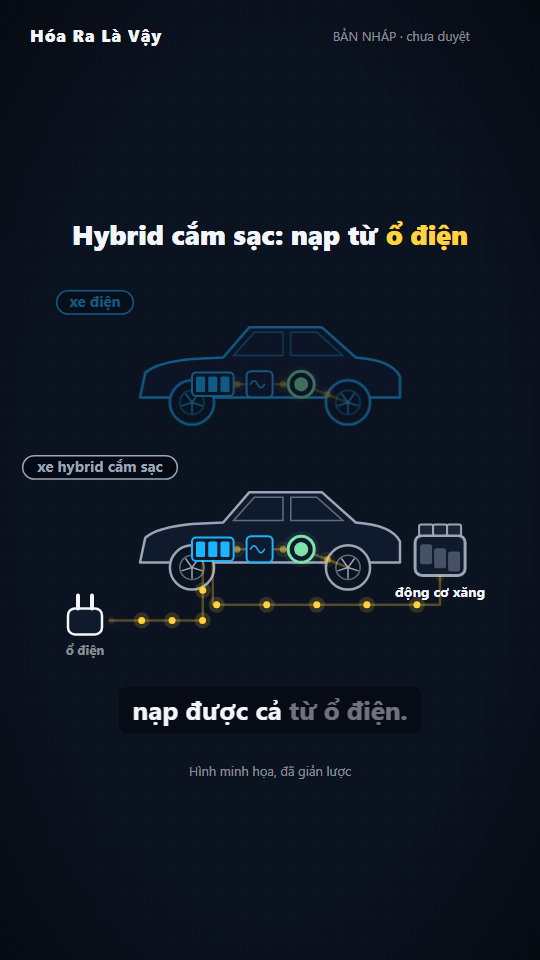 Hóa Ra Là Vậy
BẢN NHÁP · chưa duyệt
Hybrid cắm sạc: nạp từ ổ điện
xe điện
xe hybrid cắm sạc
động cơ xăng
ổ điện
nạp được cả từ ổ điện.
Hình minh họa, đã giản lược